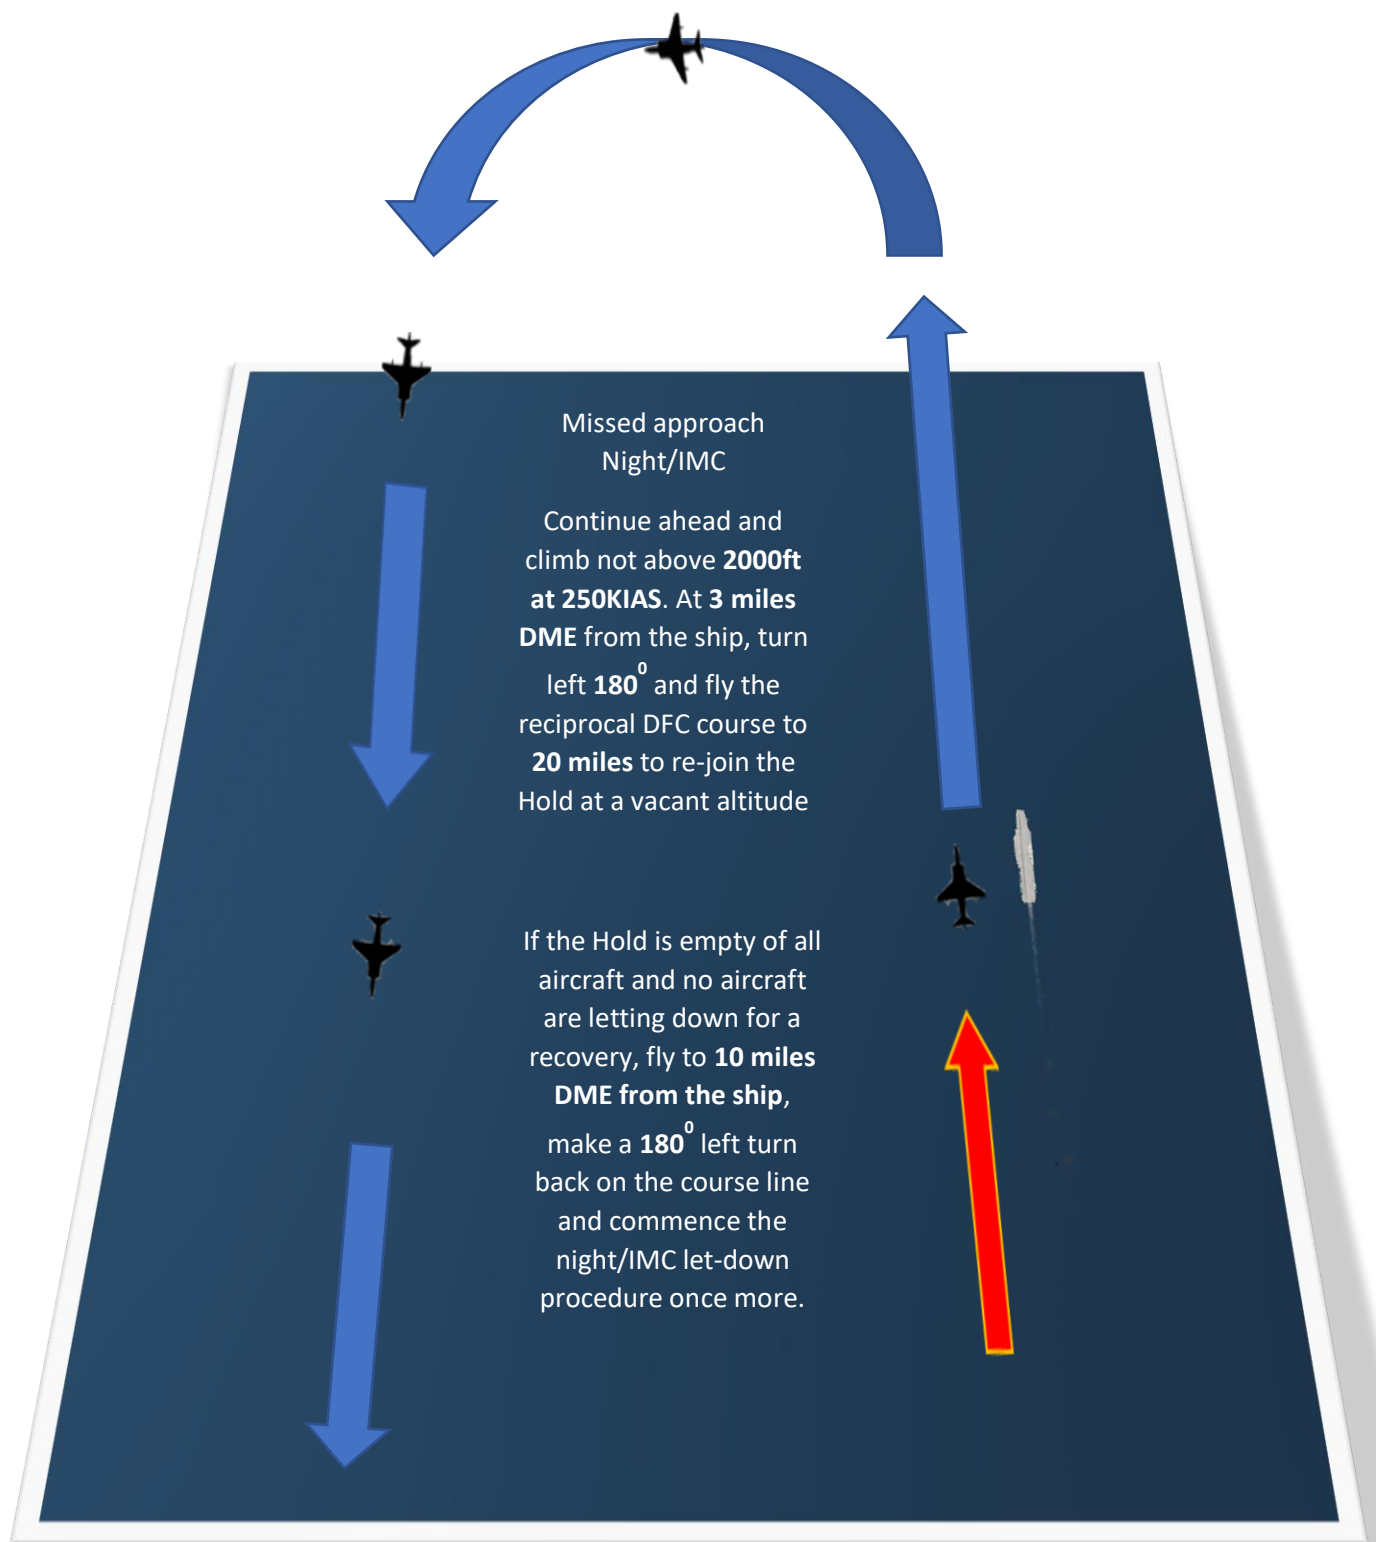 Missed approach
Night/IMC
Continue ahead and
climb not above 2000ft
at 250KIAS. At 3 miles
DME from the ship, turn
left 180⁰ and fly the
reciprocal DFC course to
20 miles to re-join the
Hold at a vacant altitude
If the Hold is empty of all
aircraft and no aircraft
are letting down for a
recovery, fly to 10 miles
DME from the ship,
make a 180⁰ left turn
back on the course line
and commence the
night/IMC let-down
procedure once more.